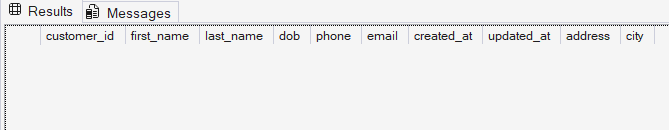 Results Messages
customer_id first_name last_name dob phone email created_at updated_at address city